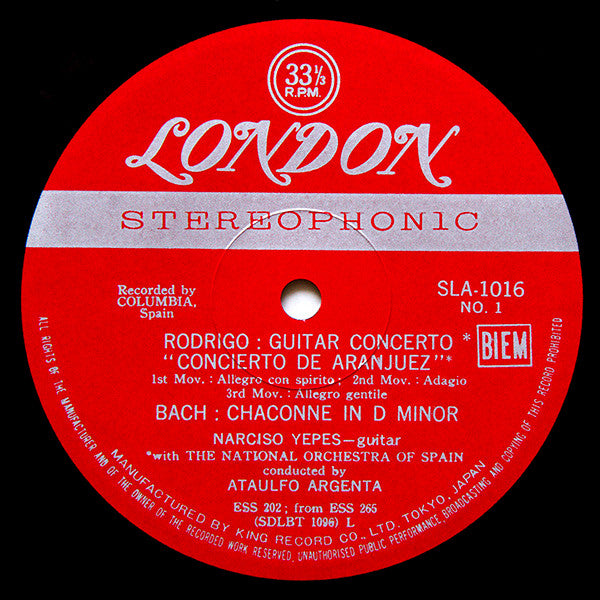 33⅓
R.P.M.
LONDON
STEREOPHONIC
Recorded by
COLUMBIA,
Spain
SLA-1016
NO. 1
BIEM
RODRIGO : GUITAR CONCERTO *
“CONCIERTO DE ARANJUEZ”*
1st Mov. : Allegro con spirito ; 2nd Mov. : Adagio
3rd Mov. : Allegro gentile
BACH : CHACONNE IN D MINOR
NARCISO YEPES—guitar
*with THE NATIONAL ORCHESTRA OF SPAIN
conducted by
ATAULFO ARGENTA
ESS 202 ; from ESS 265
(SDLBT 1096) L
MANUFACTURED BY KING RECORD CO., LTD. TOKYO, JAPAN
ALL RIGHTS OF THE MANUFACTURER AND OF THE OWNER OF THE RECORDED WORK RESERVED, UNAUTHORISED PUBLIC PERFORMANCE, BROADCASTING AND COPYING OF THIS RECORD PROHIBITED